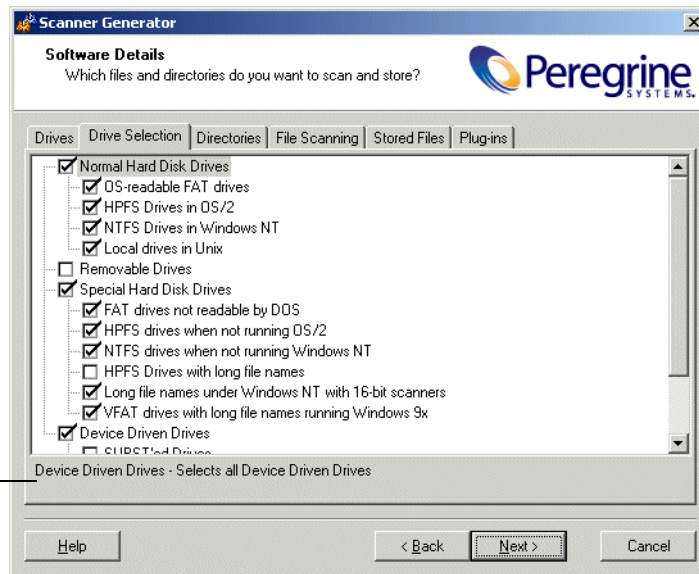 Scanner Generator
Software Details
Which files and directories do you want to scan and store?
Peregrine
SYSTEMS.
Drives
Drive Selection
Directories
File Scanning
Stored Files
Plug-ins
Normal Hard Disk Drives
OS-readable FAT drives
HPFS Drives in OS/2
NTFS Drives in Windows NT
Local drives in Unix
Removable Drives
Special Hard Disk Drives
FAT drives not readable by DOS
HPFS drives when not running OS/2
NTFS drives when not running Windows NT
HPFS Drives with long file names
Long file names under Windows NT with 16-bit scanners
VFAT drives with long file names running Windows 9x
Device Driven Drives
SUBST'ed Drives
Device Driven Drives - Selects all Device Driven Drives
Help
< Back
Next >
Cancel